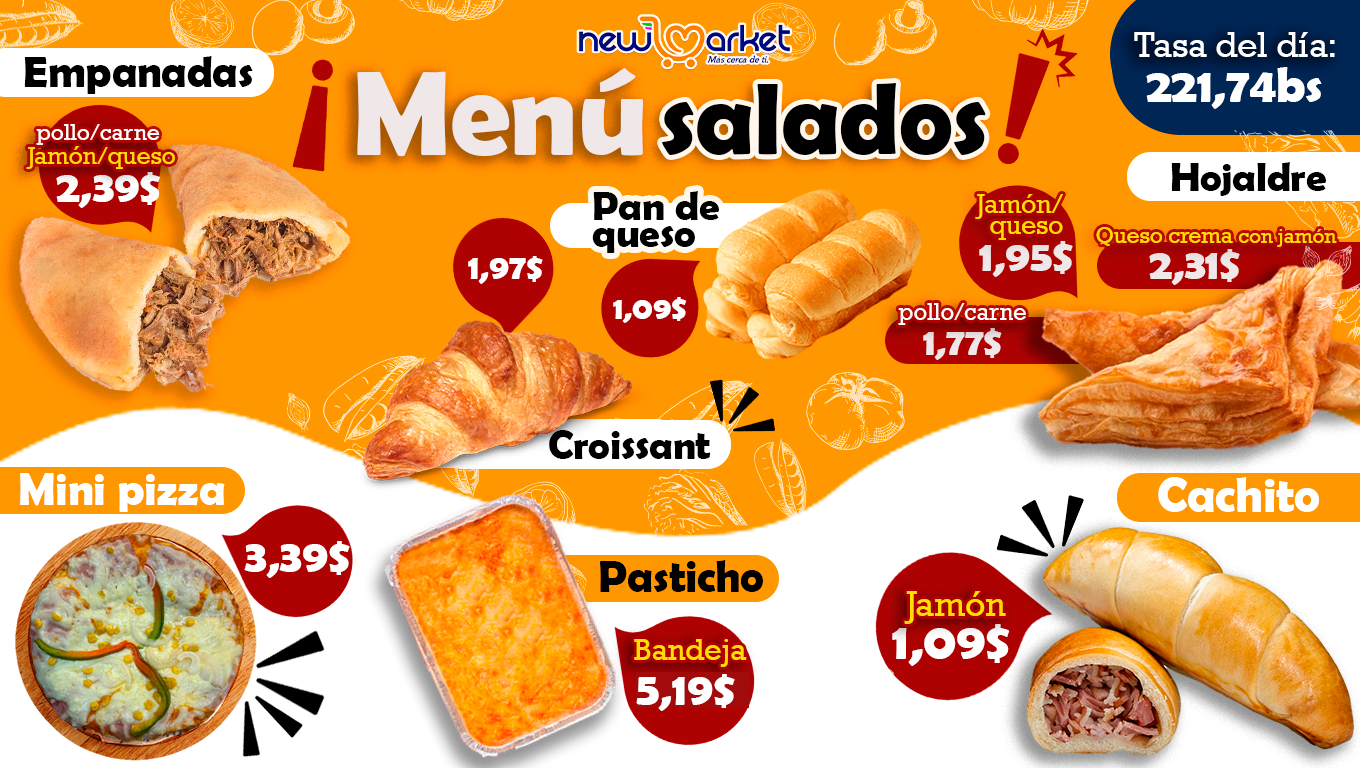 new market
Más cerca de ti.
¡Menú salados!
Tasa del día:
221,74bs
Empanadas
pollo/carne
Jamón/queso
2,39$
1,97$
Croissant
Pan de
queso
1,09$
Hojaldre
Jamón/
queso
1,95$
Queso crema con jamón
2,31$
pollo/carne
1,77$
Mini pizza
3,39$
Pasticho
Bandeja
5,19$
Cachito
Jamón
1,09$